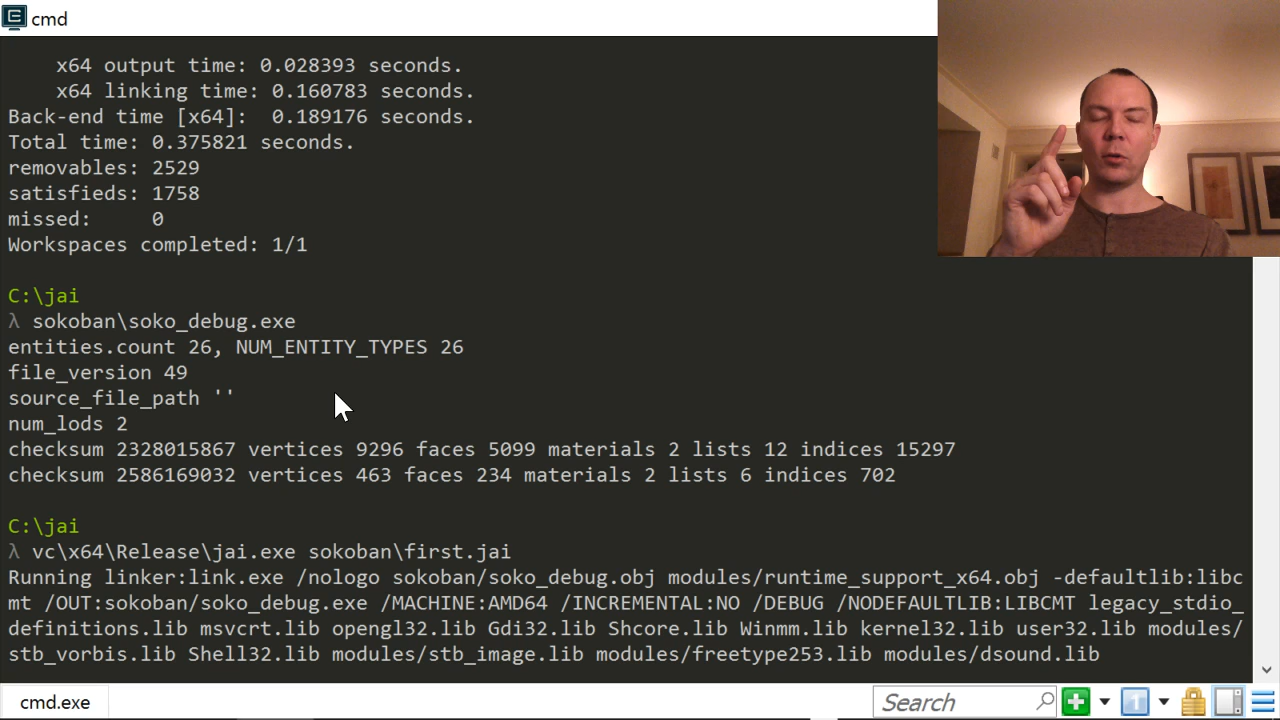 cmd
x64 output time: 0.028393 seconds.
x64 linking time: 0.160783 seconds.
Back-end time [x64]:  0.189176 seconds.
Total time: 0.375821 seconds.
removables: 2529
satisfieds: 1758
missed:     0
Workspaces completed: 1/1
C:\jai
λ sokoban\soko_debug.exe
entities.count 26, NUM_ENTITY_TYPES 26
file_version 49
source_file_path ''
num_lods 2
checksum 2328015867 vertices 9296 faces 5099 materials 2 lists 12 indices 15297
checksum 2586169032 vertices 463 faces 234 materials 2 lists 6 indices 702
C:\jai
λ vc\x64\Release\jai.exe sokoban\first.jai
Running linker:link.exe /nologo sokoban/soko_debug.obj modules/runtime_support_x64.obj -defaultlib:libc
mt /OUT:sokoban/soko_debug.exe /MACHINE:AMD64 /INCREMENTAL:NO /DEBUG /NODEFAULTLIB:LIBCMT legacy_stdio_
definitions.lib msvcrt.lib opengl32.lib Gdi32.lib Shcore.lib Winmm.lib kernel32.lib user32.lib modules/
stb_vorbis.lib Shell32.lib modules/stb_image.lib modules/freetype253.lib modules/dsound.lib
cmd.exe
Search
1